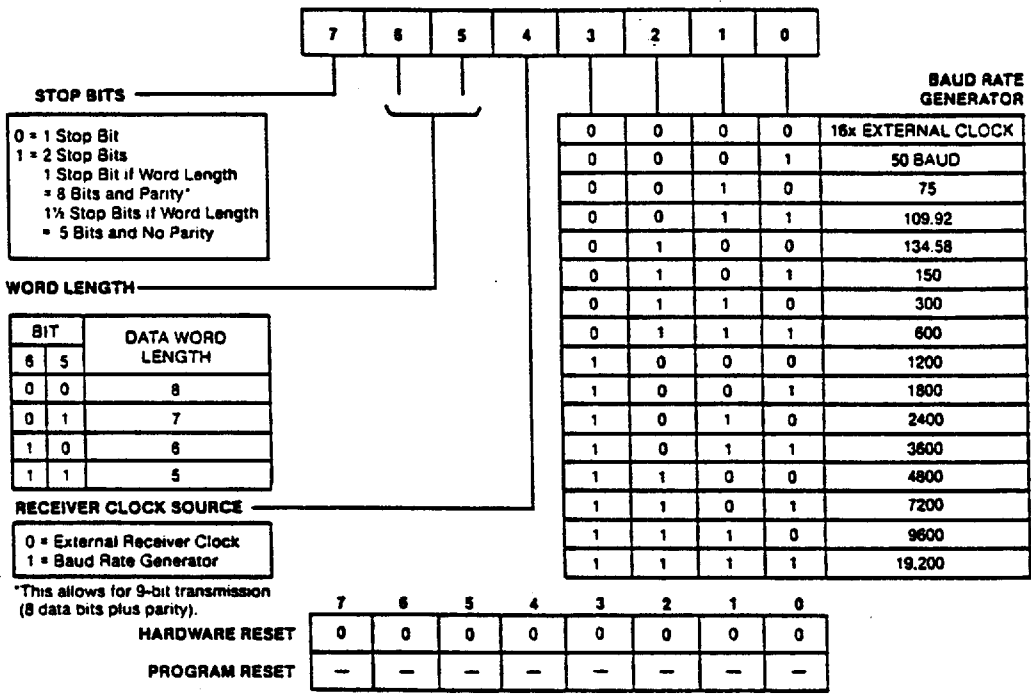 7 6 5 4 3 2 1 0
STOP BITS
0 = 1 Stop Bit
1 = 2 Stop Bits
1 Stop Bit if Word Length
= 8 Bits and Parity*
1½ Stop Bits if Word Length
= 5 Bits and No Parity
WORD LENGTH
BIT
DATA WORD
LENGTH
6 5
0 0 8
0 1 7
1 0 6
1 1 5
RECEIVER CLOCK SOURCE
0 = External Receiver Clock
1 = Baud Rate Generator
*This allows for 9-bit transmission
(8 data bits plus parity).
BAUD RATE
GENERATOR
0 0 0 0 16x EXTERNAL CLOCK
0 0 0 1 50 BAUD
0 0 1 0 75
0 0 1 1 109.92
0 1 0 0 134.58
0 1 0 1 150
0 1 1 0 300
0 1 1 1 600
1 0 0 0 1200
1 0 0 1 1800
1 0 1 0 2400
1 0 1 1 3600
1 1 0 0 4800
1 1 0 1 7200
1 1 1 0 9600
1 1 1 1 19,200
7 6 5 4 3 2 1 0
HARDWARE RESET 0 0 0 0 0 0 0 0
PROGRAM RESET — — — — — — — —